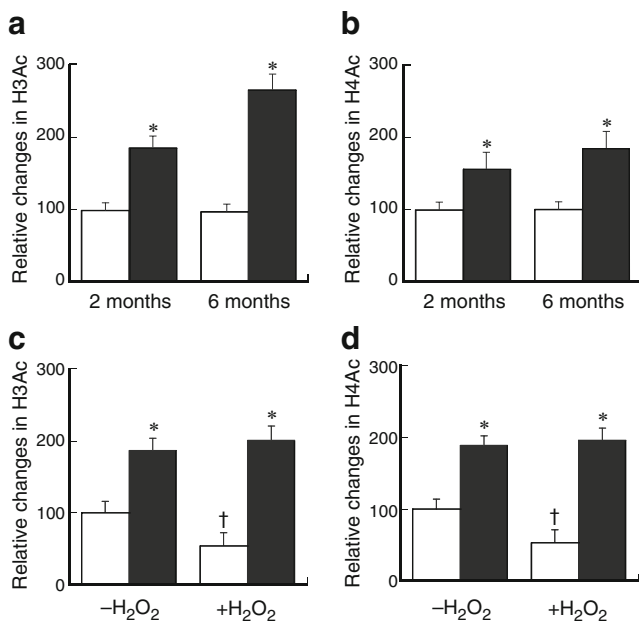 a
Relative changes in H3Ac
300
200
100
0
*
*
2 months
6 months
b
Relative changes in H4Ac
300
200
100
0
*
*
2 months
6 months
c
Relative changes in H3Ac
300
200
100
0
*
†
*
–H₂O₂
+H₂O₂
d
Relative changes in H4Ac
300
200
100
0
*
†
*
–H₂O₂
+H₂O₂